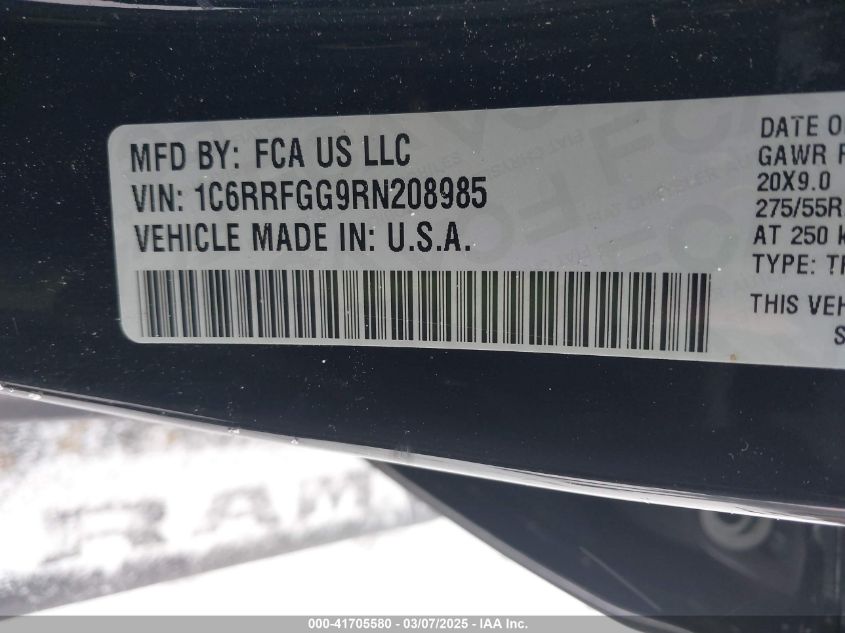 MFD BY: FCA US LLC
VIN: 1C6RRFGG9RN208985
VEHICLE MADE IN: U.S.A.
DATE O
GAWR
20X9.0
275/55R
AT 250
TYPE:
THIS
RAM
000-41705580 - 03/07/2025 - IAA Inc.